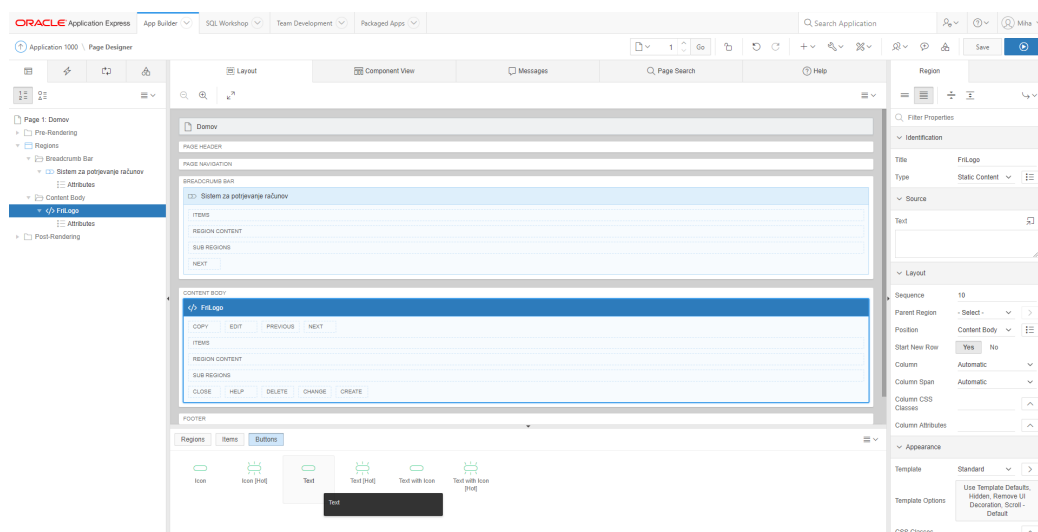 ORACLE Application Express App Builder SQL Workshop Team Development Packaged Apps Search Application Miha
Application 1000 \ Page Designer 1 Go Save
Layout Component View Messages Page Search Help Region
Page 1: Domov
Pre-Rendering
Regions
Breadcrumb Bar
Sistem za potrjevanje računov
Attributes
Content Body
FriLogo
Attributes
Post-Rendering
Domov
PAGE HEADER
PAGE NAVIGATION
BREADCRUMB BAR
Sistem za potrjevanje računov
ITEMS
REGION CONTENT
SUB REGIONS
NEXT
CONTENT BODY
FriLogo
COPY EDIT PREVIOUS NEXT
ITEMS
REGION CONTENT
SUB REGIONS
CLOSE HELP DELETE CHANGE CREATE
FOOTER
Regions Items Buttons
Icon Icon [Hot] Text Text [Hot] Text with Icon Text with Icon
[Hot]
Text
Filter Properties
Identification
Title FriLogo
Type Static Content
Source
Text
Layout
Sequence 10
Parent Region - Select -
Position Content Body
Start New Row Yes No
Column Automatic
Column Span Automatic
Column CSS
Classes
Column Attributes
Appearance
Template Standard
Template Options Use Template Defaults,
Hidden, Remove UI
Decoration, Scroll -
Default
CSS Classes